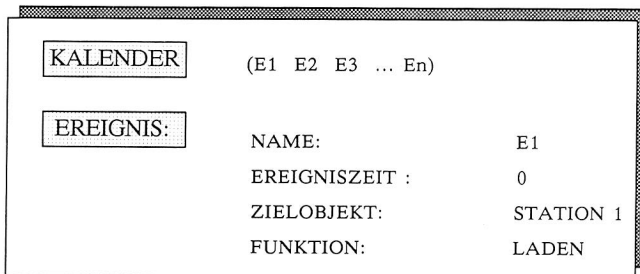 KALENDER (E1 E2 E3 ... En)
EREIGNIS:
NAME: E1
EREIGNISZEIT : 0
ZIELOBJEKT: STATION 1
FUNKTION: LADEN